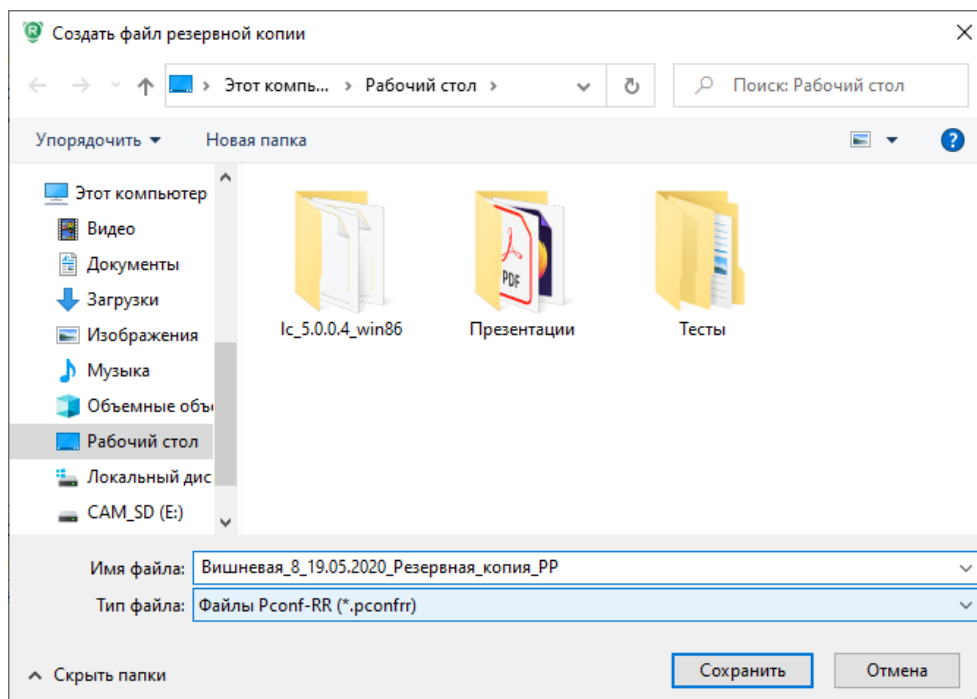 Создать файл резервной копии
Этот компь... Рабочий стол
Поиск: Рабочий стол
Упорядочить
Новая папка
Этот компьютер
Видео
Документы
Загрузки
Изображения
Музыка
Объемные объ
Рабочий стол
Локальный дис
CAM_SD (E:)
PDF
lc_5.0.0.4_win86
Презентации
Тесты
Имя файла: Вишневая_8_19.05.2020_Резервная_копия_РР
Тип файла: Файлы Pconf-RR (*.pconfrr)
Скрыть папки
Сохранить
Отмена